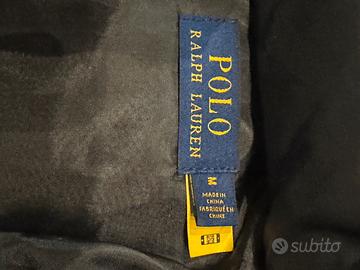 POLO
RALPH LAUREN
M
MADE IN
CHINA
FABRIQUÉ EN
CHINE
subito